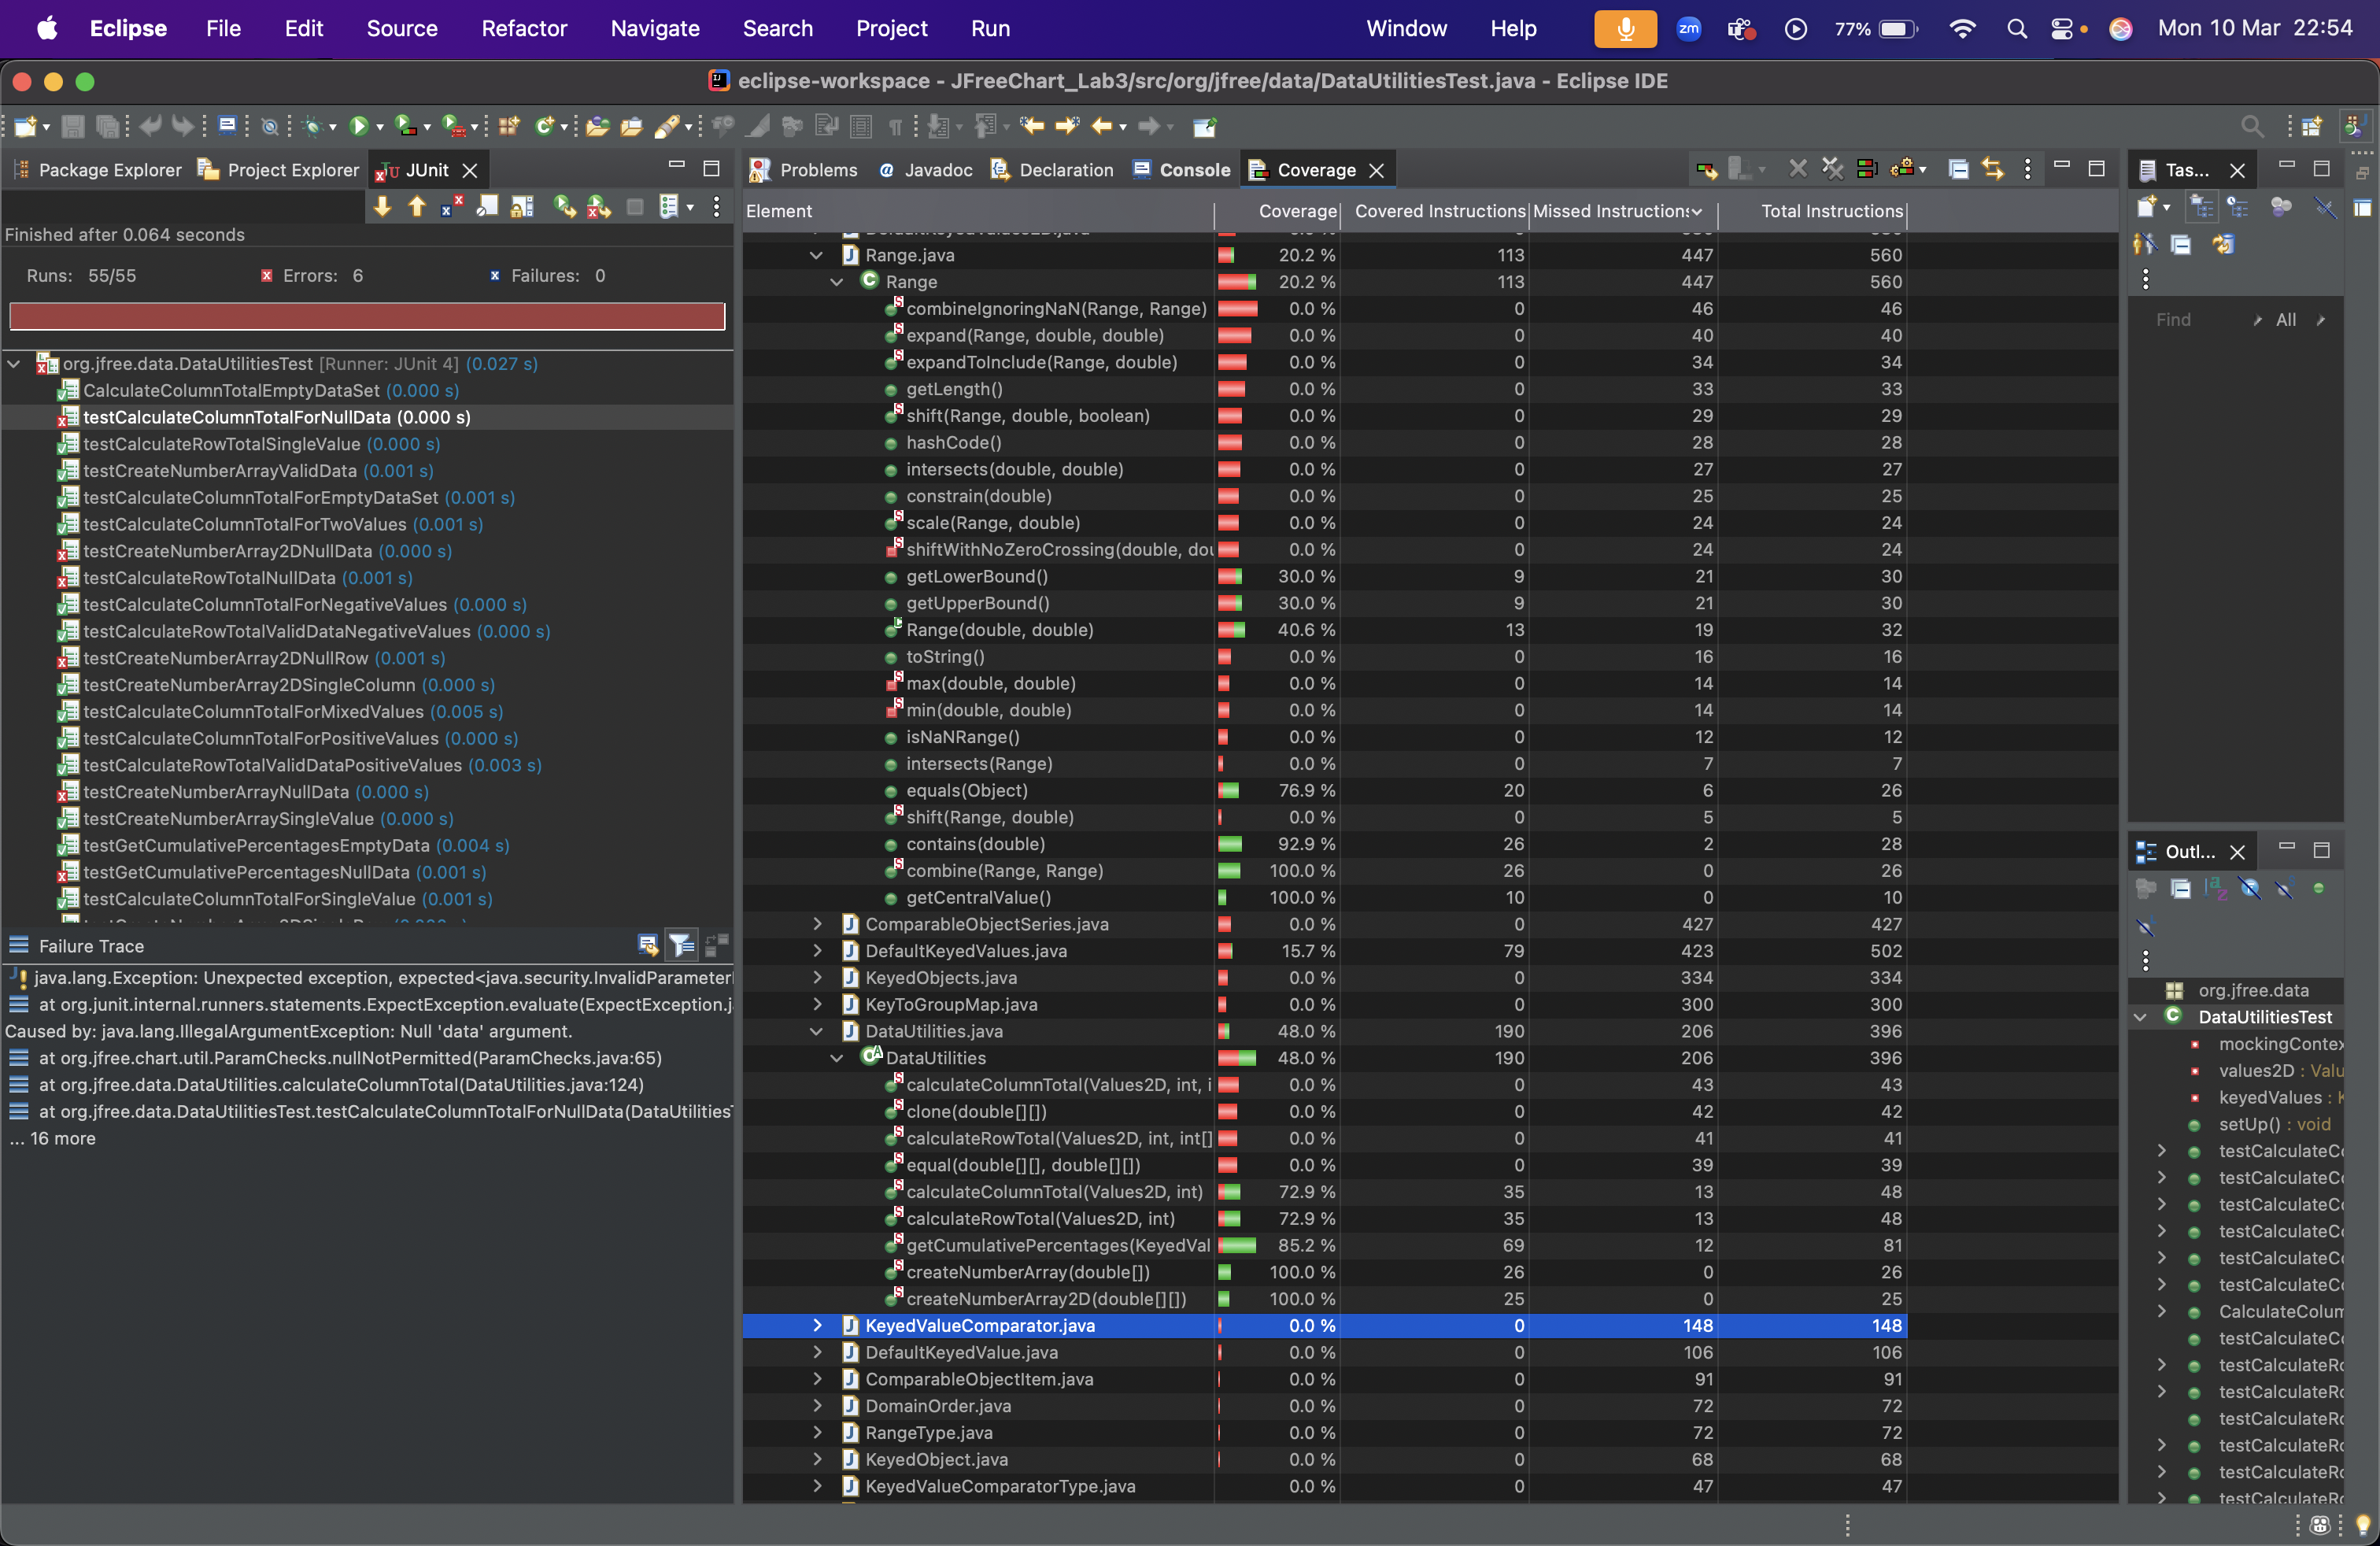 Eclipse File Edit Source Refactor Navigate Search Project Run Window Help zm 77% Mon 10 Mar 22:54
eclipse-workspace - JFreeChart_Lab3/src/org/jfree/data/DataUtilitiesTest.java - Eclipse IDE
Package Explorer Project Explorer JUnit
Finished after 0.064 seconds
Runs: 55/55 Errors: 6 Failures: 0
org.jfree.data.DataUtilitiesTest [Runner: JUnit 4] (0.027 s)
CalculateColumnTotalEmptyDataSet (0.000 s)
testCalculateColumnTotalForNullData (0.000 s)
testCalculateRowTotalSingleValue (0.000 s)
testCreateNumberArrayValidData (0.001 s)
testCalculateColumnTotalForEmptyDataSet (0.001 s)
testCalculateColumnTotalForTwoValues (0.001 s)
testCreateNumberArray2DNullData (0.000 s)
testCalculateRowTotalNullData (0.001 s)
testCalculateColumnTotalForNegativeValues (0.000 s)
testCalculateRowTotalValidDataNegativeValues (0.000 s)
testCreateNumberArray2DNullRow (0.001 s)
testCreateNumberArray2DSingleColumn (0.000 s)
testCalculateColumnTotalForMixedValues (0.005 s)
testCalculateColumnTotalForPositiveValues (0.000 s)
testCalculateRowTotalValidDataPositiveValues (0.003 s)
testCreateNumberArrayNullData (0.000 s)
testCreateNumberArraySingleValue (0.000 s)
testGetCumulativePercentagesEmptyData (0.004 s)
testGetCumulativePercentagesNullData (0.001 s)
testCalculateColumnTotalForSingleValue (0.001 s)
Failure Trace
java.lang.Exception: Unexpected exception, expected<java.security.InvalidParameter
at org.junit.internal.runners.statements.ExpectException.evaluate(ExpectException.j
Caused by: java.lang.IllegalArgumentException: Null 'data' argument.
at org.jfree.chart.util.ParamChecks.nullNotPermitted(ParamChecks.java:65)
at org.jfree.data.DataUtilities.calculateColumnTotal(DataUtilities.java:124)
at org.jfree.data.DataUtilitiesTest.testCalculateColumnTotalForNullData(DataUtilities
... 16 more
Problems @ Javadoc Declaration Console Coverage
Element Coverage Covered Instructions Missed Instructions Total Instructions
Range.java 20.2 % 113 447 560
Range 20.2 % 113 447 560
combineIgnoringNaN(Range, Range) 0.0 % 0 46 46
expand(Range, double, double) 0.0 % 0 40 40
expandToInclude(Range, double) 0.0 % 0 34 34
getLength() 0.0 % 0 33 33
shift(Range, double, boolean) 0.0 % 0 29 29
hashCode() 0.0 % 0 28 28
intersects(double, double) 0.0 % 0 27 27
constrain(double) 0.0 % 0 25 25
scale(Range, double) 0.0 % 0 24 24
shiftWithNoZeroCrossing(double, dou 0.0 % 0 24 24
getLowerBound() 30.0 % 9 21 30
getUpperBound() 30.0 % 9 21 30
Range(double, double) 40.6 % 13 19 32
toString() 0.0 % 0 16 16
max(double, double) 0.0 % 0 14 14
min(double, double) 0.0 % 0 14 14
isNaNRange() 0.0 % 0 12 12
intersects(Range) 0.0 % 0 7 7
equals(Object) 76.9 % 20 6 26
shift(Range, double) 0.0 % 0 5 5
contains(double) 92.9 % 26 2 28
combine(Range, Range) 100.0 % 26 0 26
getCentralValue() 100.0 % 10 0 10
ComparableObjectSeries.java 0.0 % 0 427 427
DefaultKeyedValues.java 15.7 % 79 423 502
KeyedObjects.java 0.0 % 0 334 334
KeyToGroupMap.java 0.0 % 0 300 300
DataUtilities.java 48.0 % 190 206 396
DataUtilities 48.0 % 190 206 396
calculateColumnTotal(Values2D, int, i 0.0 % 0 43 43
clone(double[][]) 0.0 % 0 42 42
calculateRowTotal(Values2D, int, int[] 0.0 % 0 41 41
equal(double[][], double[][]) 0.0 % 0 39 39
calculateColumnTotal(Values2D, int) 72.9 % 35 13 48
calculateRowTotal(Values2D, int) 72.9 % 35 13 48
getCumulativePercentages(KeyedVal 85.2 % 69 12 81
createNumberArray(double[]) 100.0 % 26 0 26
createNumberArray2D(double[][]) 100.0 % 25 0 25
KeyedValueComparator.java 0.0 % 0 148 148
DefaultKeyedValue.java 0.0 % 0 106 106
ComparableObjectItem.java 0.0 % 0 91 91
DomainOrder.java 0.0 % 0 72 72
RangeType.java 0.0 % 0 72 72
KeyedObject.java 0.0 % 0 68 68
KeyedValueComparatorType.java 0.0 % 0 47 47
Tas...
Find All
Outl...
org.jfree.data
DataUtilitiesTest
mockingContex
values2D : Valu
keyedValues : K
setUp() : void
testCalculateCo
testCalculateCo
testCalculateCo
testCalculateCo
testCalculateCo
testCalculateCo
CalculateColum
testCalculateCo
testCalculateRo
testCalculateRo
testCalculateRo
testCalculateRo
testCalculateRo
testCalculateRo